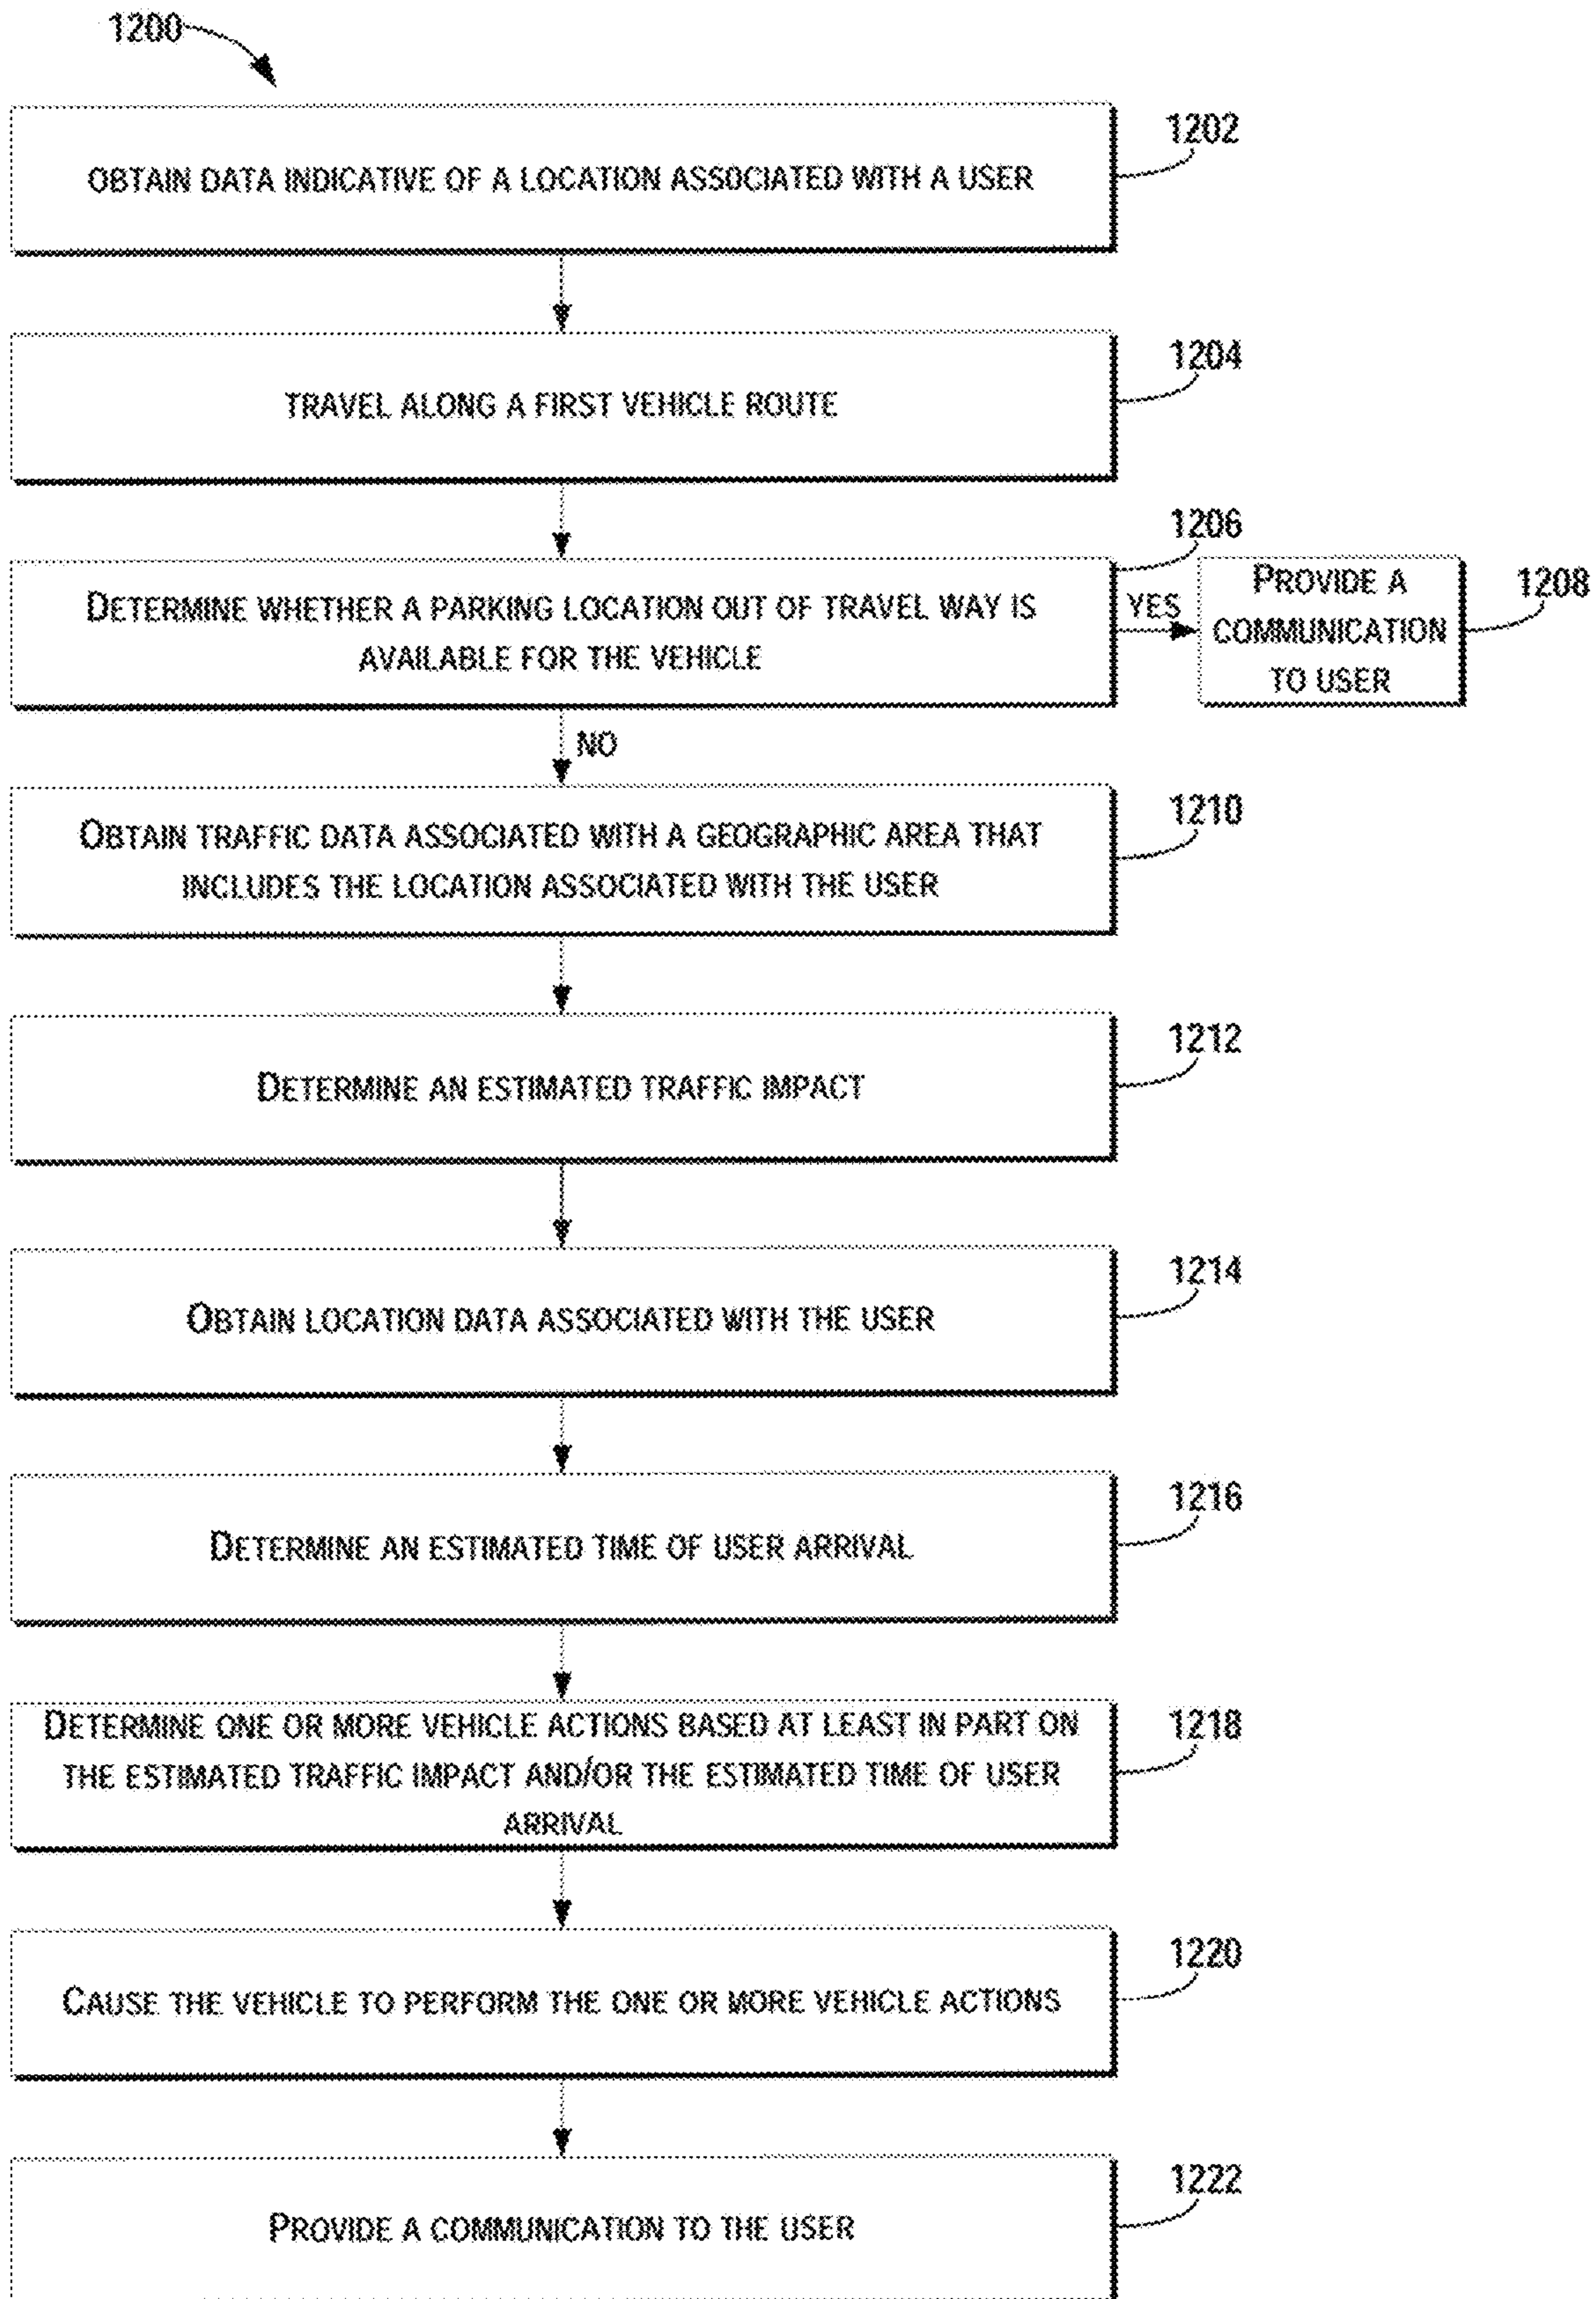 1200
1202
OBTAIN DATA INDICATIVE OF A LOCATION ASSOCIATED WITH A USER
1204
TRAVEL ALONG A FIRST VEHICLE ROUTE
1206
DETERMINE WHETHER A PARKING LOCATION OUT OF TRAVEL WAY IS
AVAILABLE FOR THE VEHICLE
YES
1208
PROVIDE A
COMMUNICATION
TO USER
NO
1210
OBTAIN TRAFFIC DATA ASSOCIATED WITH A GEOGRAPHIC AREA THAT
INCLUDES THE LOCATION ASSOCIATED WITH THE USER
1212
DETERMINE AN ESTIMATED TRAFFIC IMPACT
1214
OBTAIN LOCATION DATA ASSOCIATED WITH THE USER
1216
DETERMINE AN ESTIMATED TIME OF USER ARRIVAL
1218
DETERMINE ONE OR MORE VEHICLE ACTIONS BASED AT LEAST IN PART ON
THE ESTIMATED TRAFFIC IMPACT AND/OR THE ESTIMATED TIME OF USER
ARRIVAL
1220
CAUSE THE VEHICLE TO PERFORM THE ONE OR MORE VEHICLE ACTIONS
1222
PROVIDE A COMMUNICATION TO THE USER